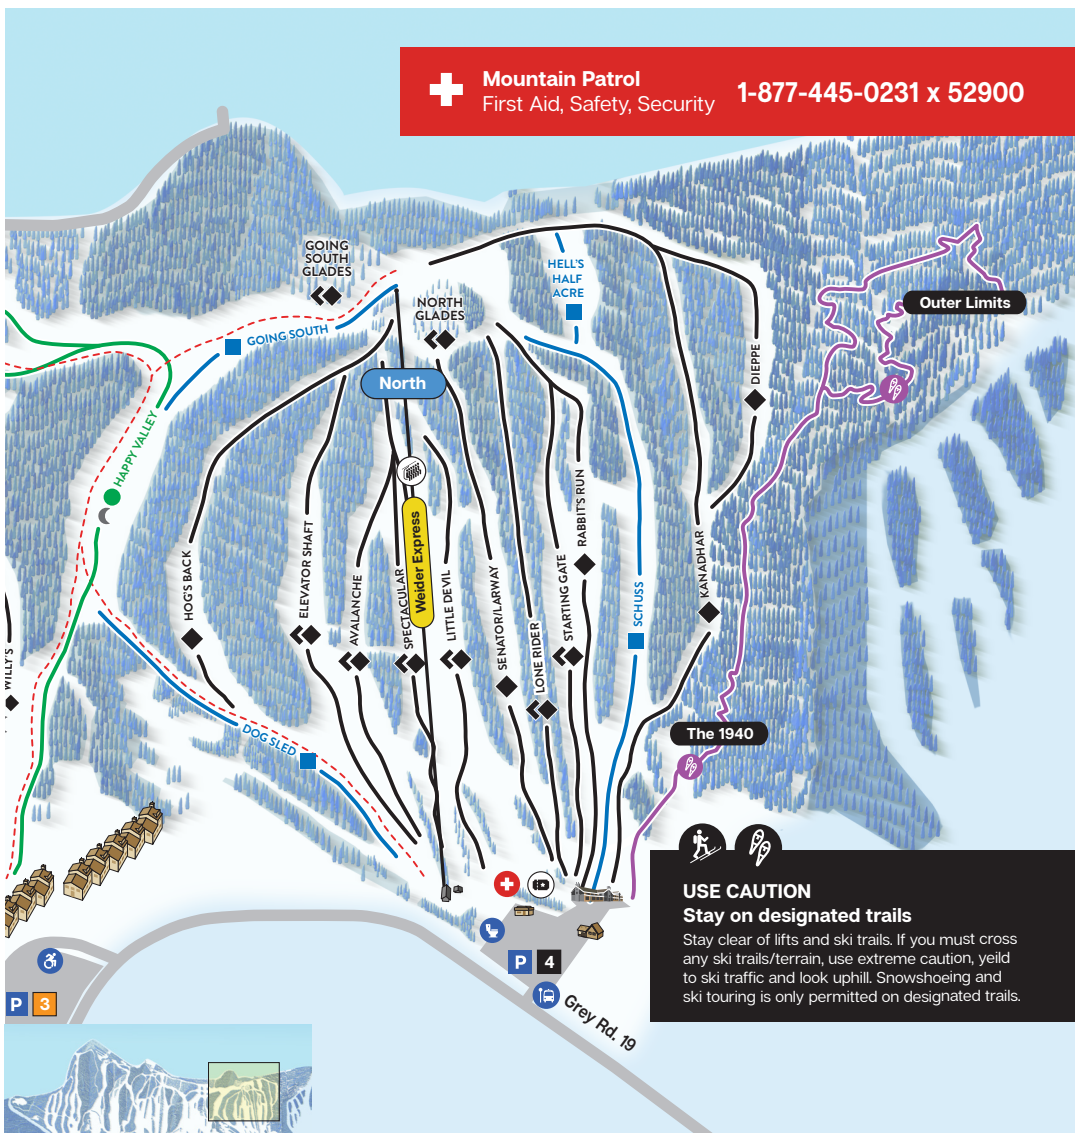 Mountain Patrol
First Aid, Safety, Security
1-877-445-0231 x 52900
GOING
SOUTH
GLADES
HELL'S
HALF
ACRE
NORTH
GLADES
Outer Limits
GOING SOUTH
North
DIEPPE
HAPPY VALLEY
RABBIT'S RUN
Weider Express
ELEVATOR SHAFT
HOG'S BACK
AVALANCHE
SPECTACULAR
LITTLE DEVIL
SENATOR/LARWAY
LONE RIDER
STARTING GATE
SCHUSS
KANADHAR
WILLY'S
DOG SLED
The 1940
USE CAUTION
Stay on designated trails
Stay clear of lifts and ski trails. If you must cross
any ski trails/terrain, use extreme caution, yeild
to ski traffic and look uphill. Snowshoeing and
ski touring is only permitted on designated trails.
P 4
P 3
Grey Rd. 19